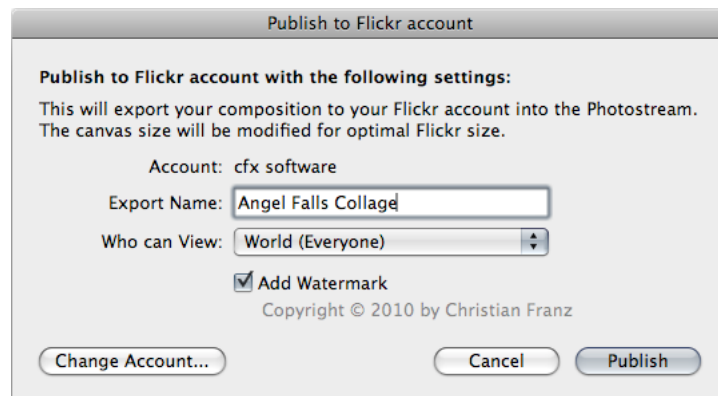 Publish to Flickr account
Publish to Flickr account with the following settings:
This will export your composition to your Flickr account into the Photostream.
The canvas size will be modified for optimal Flickr size.
Account: cfx software
Export Name: Angel Falls Collage
Who can View: World (Everyone)
Add Watermark
Copyright © 2010 by Christian Franz
Change Account... Cancel Publish